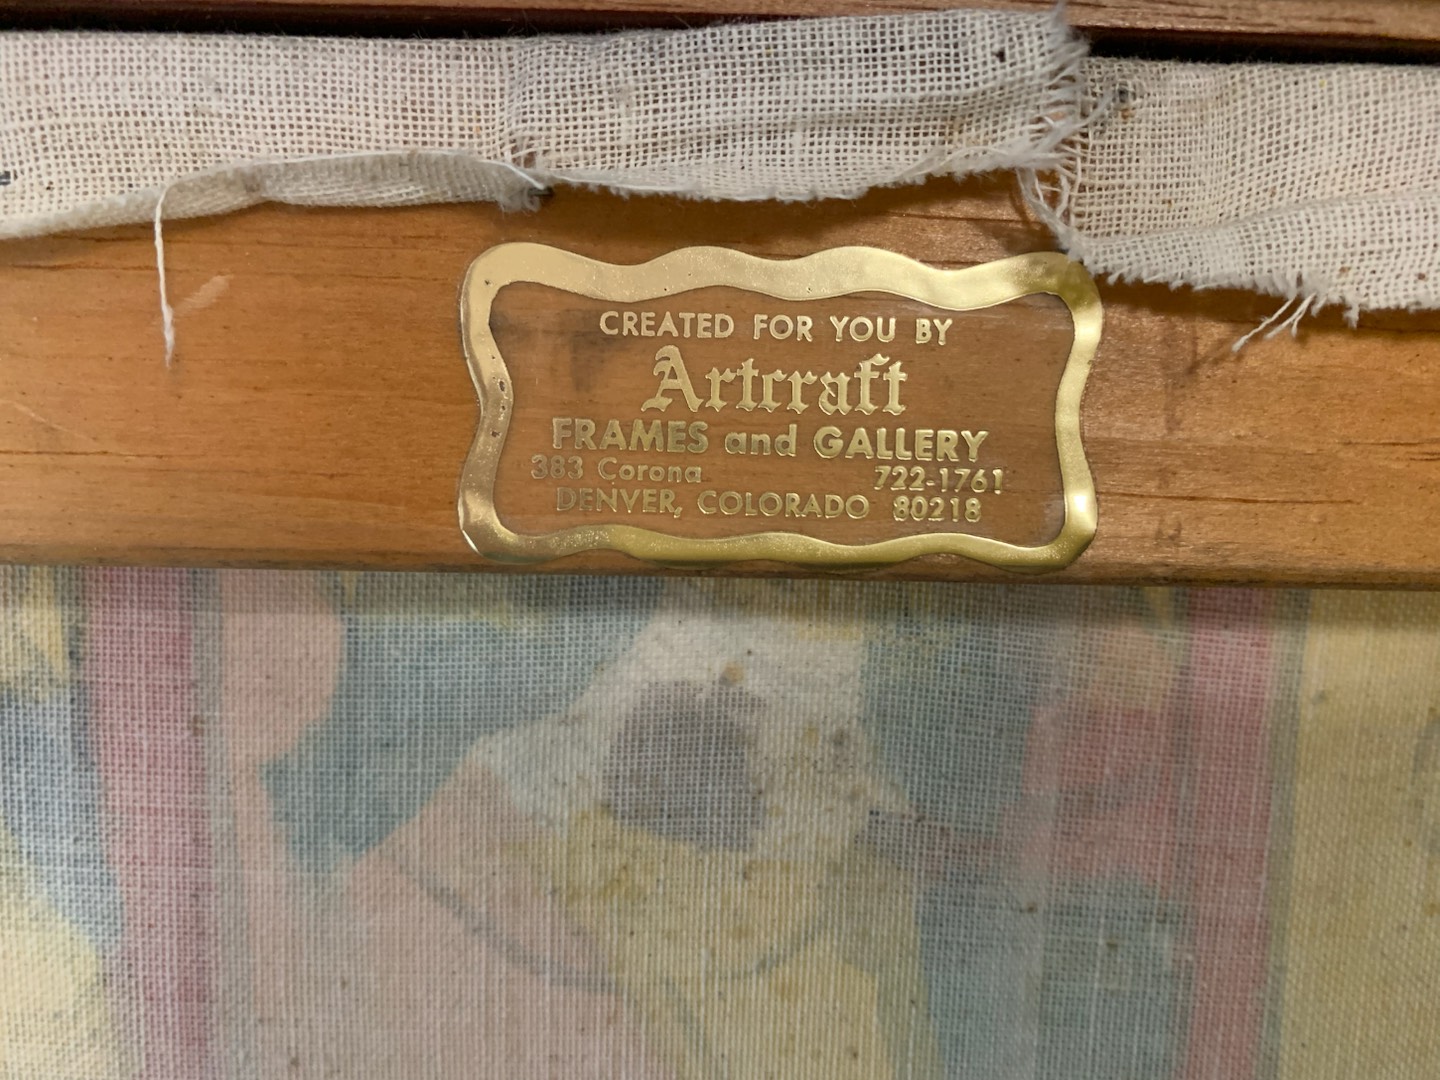 CREATED FOR YOU BY
Artcraft
FRAMES and GALLERY
383 Corona 722-1761
DENVER, COLORADO 80218